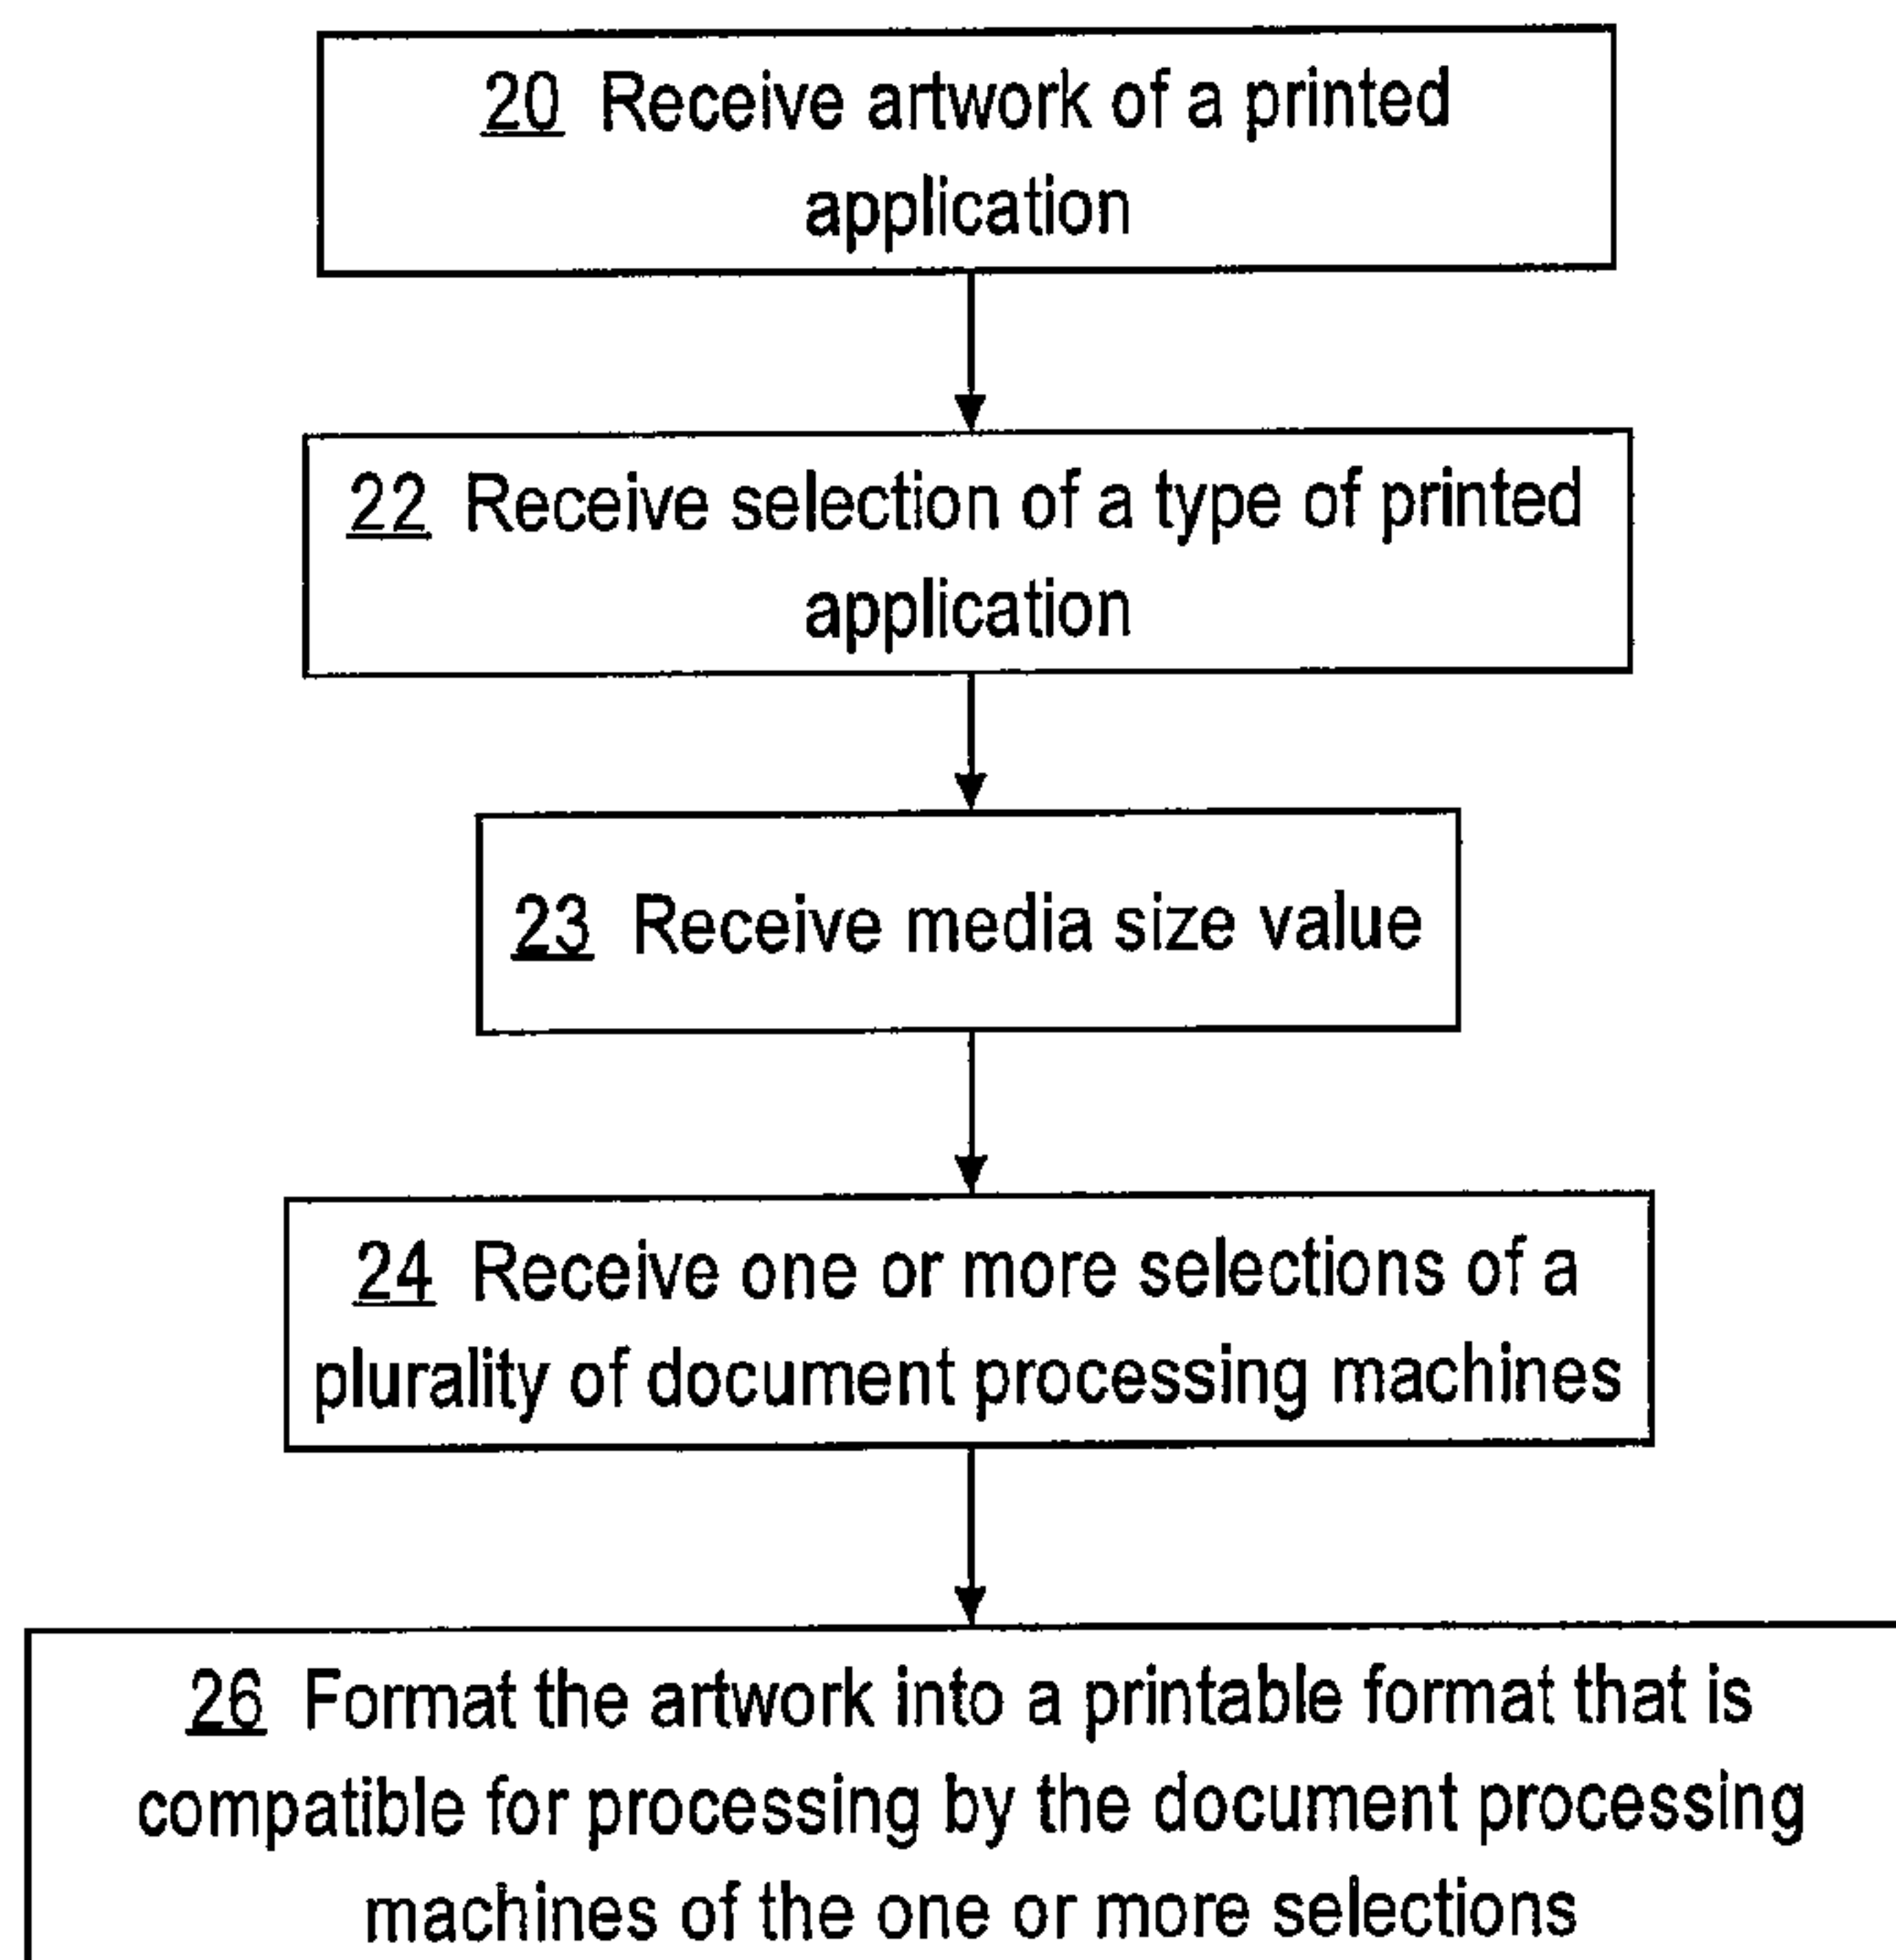 20 Receive artwork of a printed
application
22 Receive selection of a type of printed
application
23 Receive media size value
24 Receive one or more selections of a
plurality of document processing machines
26 Format the artwork into a printable format that is
compatible for processing by the document processing
machines of the one or more selections